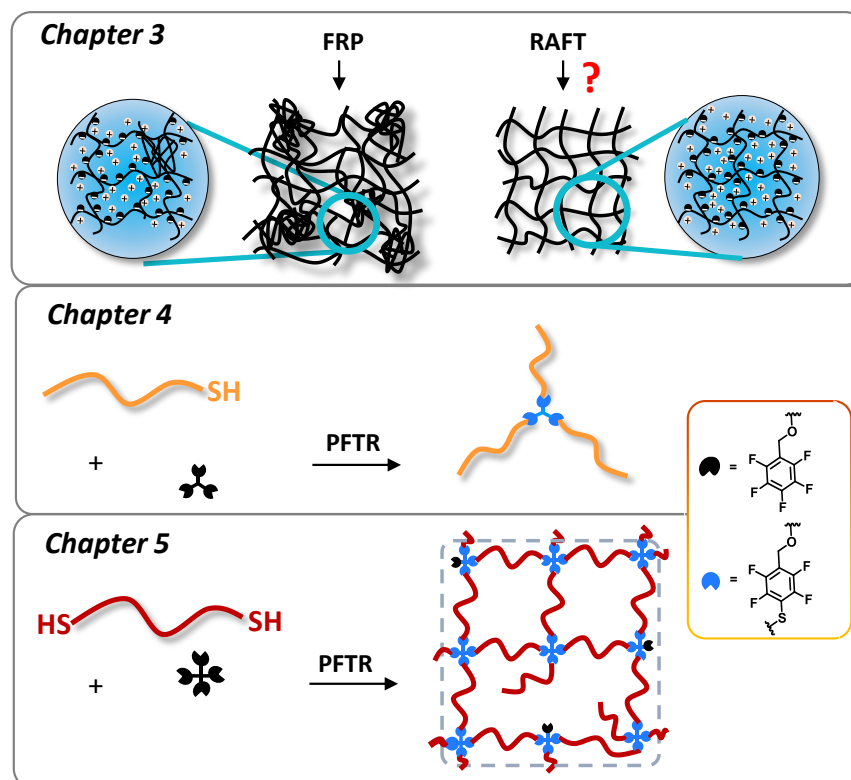 Chapter 3
FRP
RAFT
?
Chapter 4
SH
+
PFTR
Chapter 5
HS
SH
+
PFTR
=
O
F
F
F
F
F
=
O
F
F
F
F
S